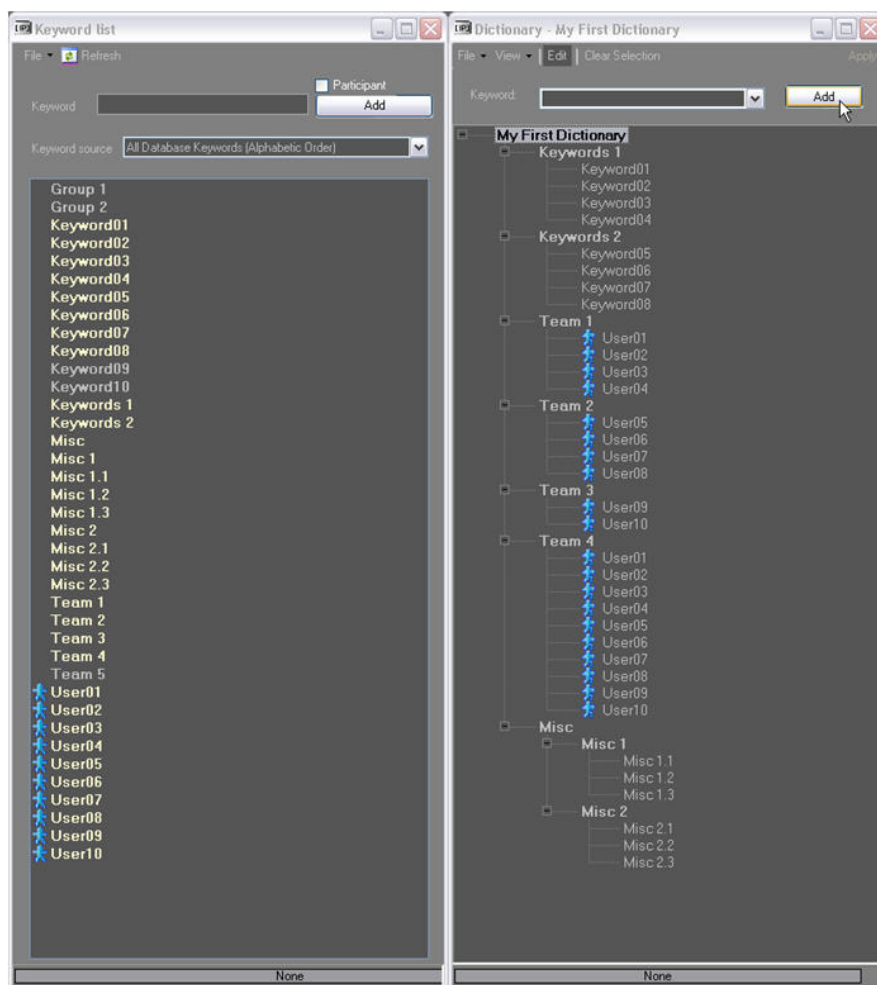 Keyword list
File Refresh
Participant
Keyword Add
Keyword source All Database Keywords (Alphabetic Order)
Group 1
Group 2
Keyword01
Keyword02
Keyword03
Keyword04
Keyword05
Keyword06
Keyword07
Keyword08
Keyword09
Keyword10
Keywords 1
Keywords 2
Misc
Misc 1
Misc 1.1
Misc 1.2
Misc 1.3
Misc 2
Misc 2.1
Misc 2.2
Misc 2.3
Team 1
Team 2
Team 3
Team 4
Team 5
User01
User02
User03
User04
User05
User06
User07
User08
User09
User10
None
Dictionary - My First Dictionary
File View Edit Clear Selection Apply
Keyword: Add
My First Dictionary
Keywords 1
Keyword01
Keyword02
Keyword03
Keyword04
Keywords 2
Keyword05
Keyword06
Keyword07
Keyword08
Team 1
User01
User02
User03
User04
Team 2
User05
User06
User07
User08
Team 3
User09
User10
Team 4
User01
User02
User03
User04
User05
User06
User07
User08
User09
User10
Misc
Misc 1
Misc 1.1
Misc 1.2
Misc 1.3
Misc 2
Misc 2.1
Misc 2.2
Misc 2.3
None